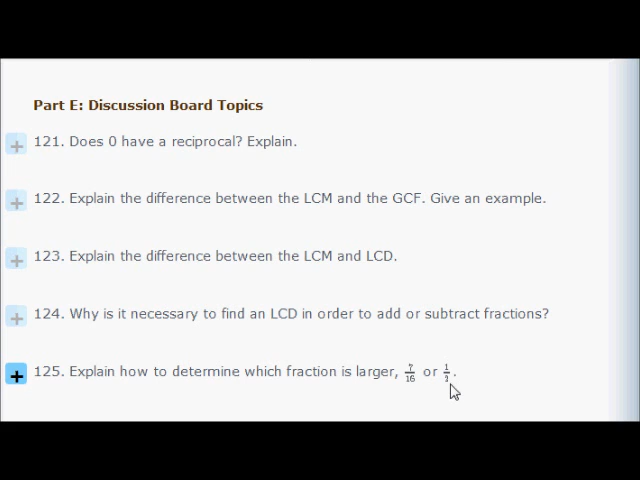 Part E: Discussion Board Topics
121. Does 0 have a reciprocal? Explain.
122. Explain the difference between the LCM and the GCF. Give an example.
123. Explain the difference between the LCM and LCD.
124. Why is it necessary to find an LCD in order to add or subtract fractions?
125. Explain how to determine which fraction is larger, 7/16 or